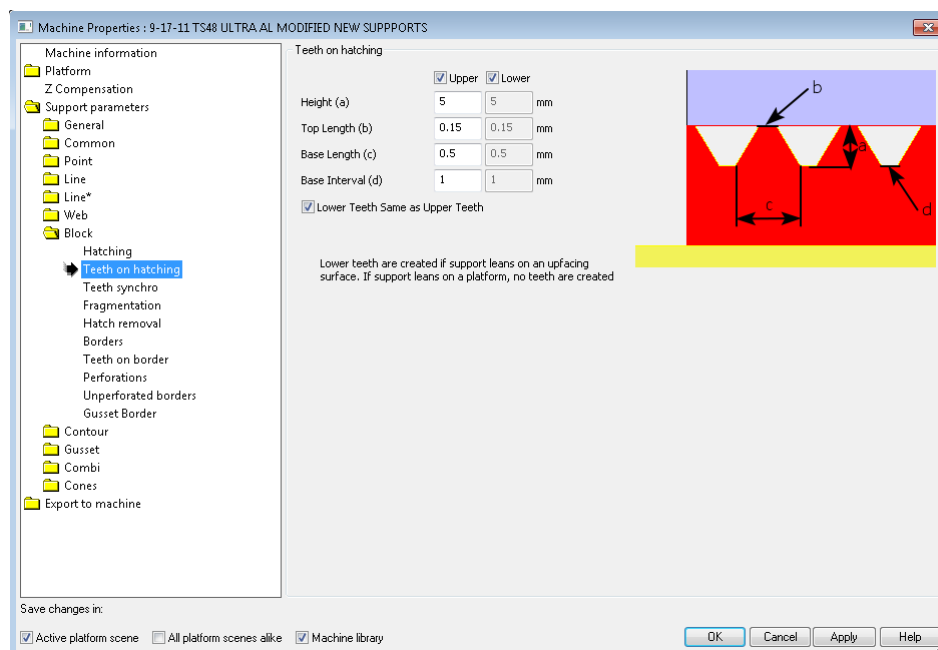 Machine Properties : 9-17-11 TS48 ULTRA AL MODIFIED NEW SUPPPORTS
Machine information
Platform
Z Compensation
Support parameters
General
Common
Point
Line
Line*
Web
Block
Hatching
Teeth on hatching
Teeth synchro
Fragmentation
Hatch removal
Borders
Teeth on border
Perforations
Unperforated borders
Gusset Border
Contour
Gusset
Combi
Cones
Export to machine
Teeth on hatching
Upper Lower
Height (a) 5 5 mm
Top Length (b) 0.15 0.15 mm
Base Length (c) 0.5 0.5 mm
Base Interval (d) 1 1 mm
Lower Teeth Same as Upper Teeth
Lower teeth are created if support leans on an upfacing
surface. If support leans on a platform, no teeth are created
b
a
c
d
Save changes in:
Active platform scene All platform scenes alike Machine library
OK Cancel Apply Help